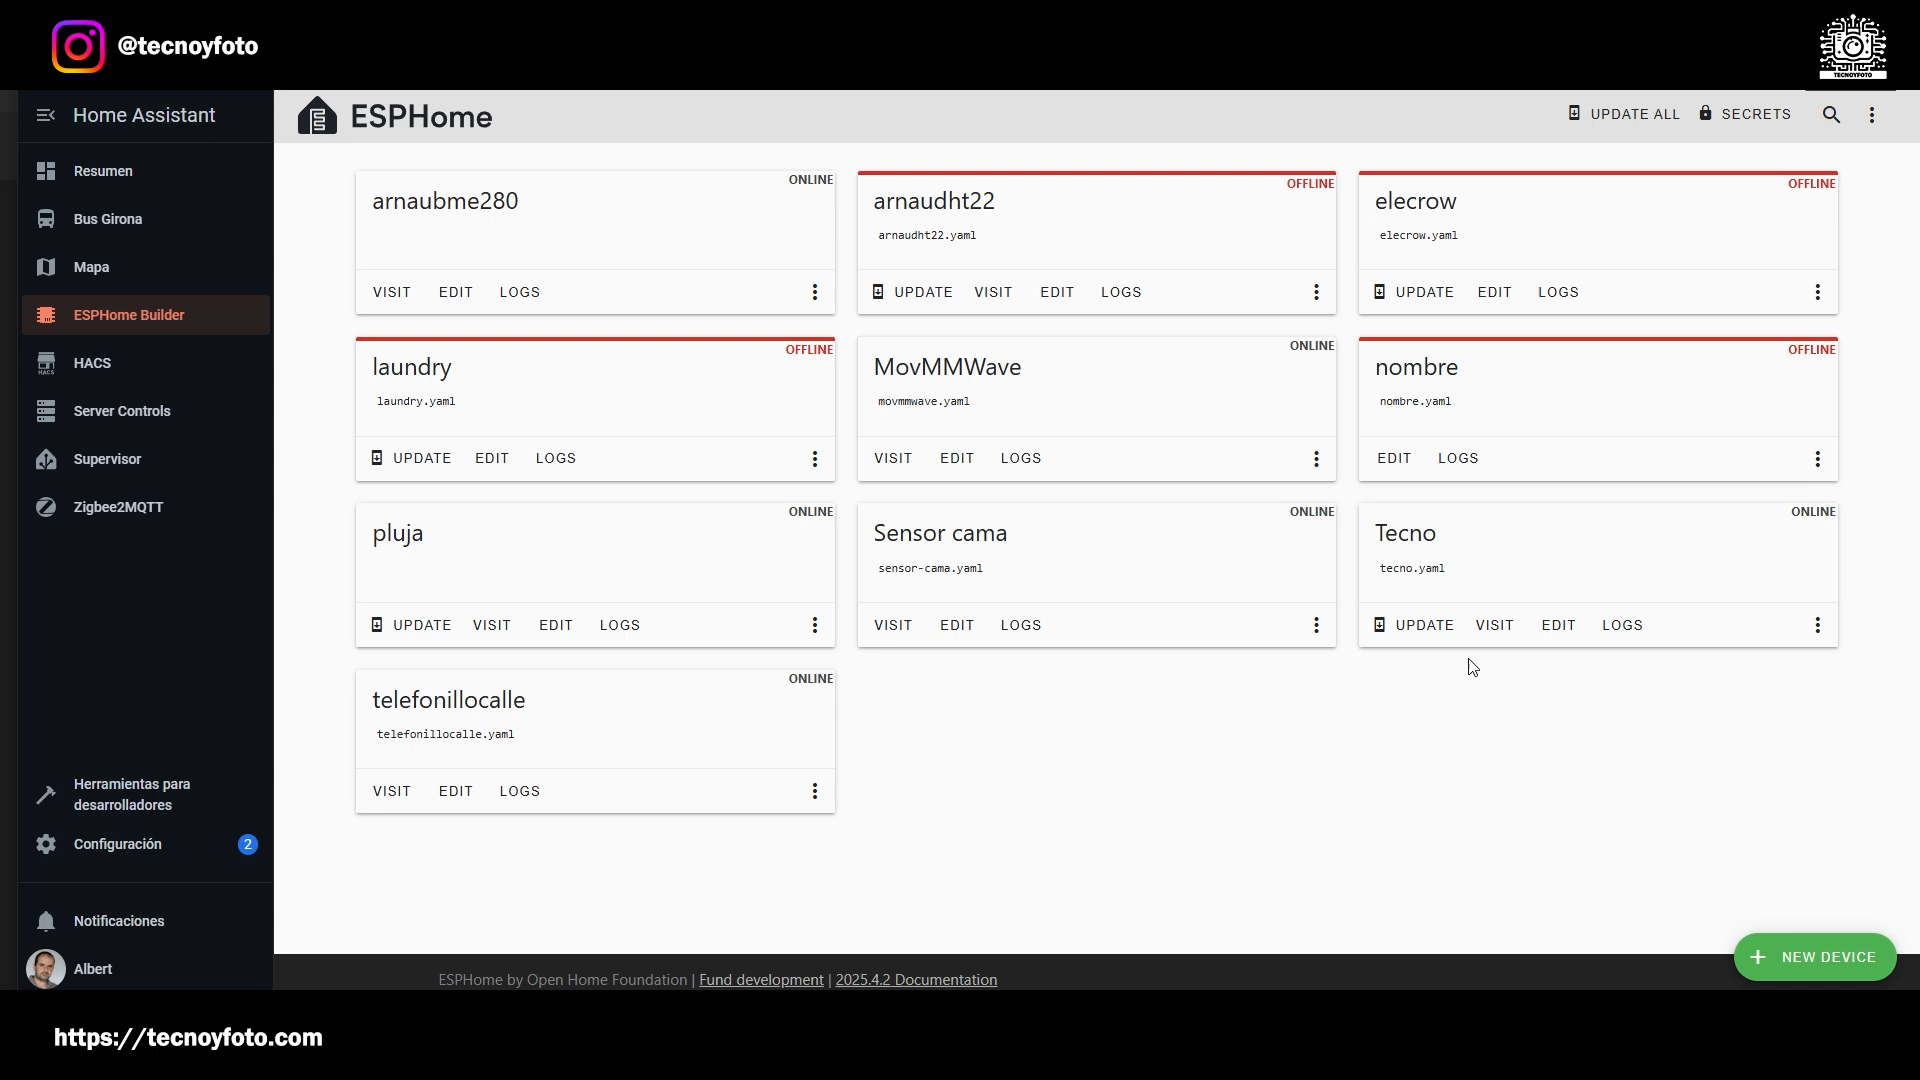 @tecnoyfoto
TECNOYFOTO
Home Assistant
ESPHome
UPDATE ALL
SECRETS
Resumen
Bus Girona
Mapa
ESPHome Builder
HACS
HACS
Server Controls
Supervisor
Zigbee2MQTT
Herramientas para
desarrolladores
Configuración
2
Notificaciones
Albert
ONLINE
arnaubme280
VISIT EDIT LOGS
OFFLINE
arnaudht22
arnaudht22.yaml
UPDATE VISIT EDIT LOGS
OFFLINE
elecrow
elecrow.yaml
UPDATE EDIT LOGS
OFFLINE
laundry
laundry.yaml
UPDATE EDIT LOGS
ONLINE
MovMMWave
movmmwave.yaml
VISIT EDIT LOGS
OFFLINE
nombre
nombre.yaml
EDIT LOGS
ONLINE
pluja
UPDATE VISIT EDIT LOGS
ONLINE
Sensor cama
sensor-cama.yaml
VISIT EDIT LOGS
ONLINE
Tecno
tecno.yaml
UPDATE VISIT EDIT LOGS
ONLINE
telefonillocalle
telefonillocalle.yaml
VISIT EDIT LOGS
+ NEW DEVICE
ESPHome by Open Home Foundation | Fund development | 2025.4.2 Documentation
https://tecnoyfoto.com